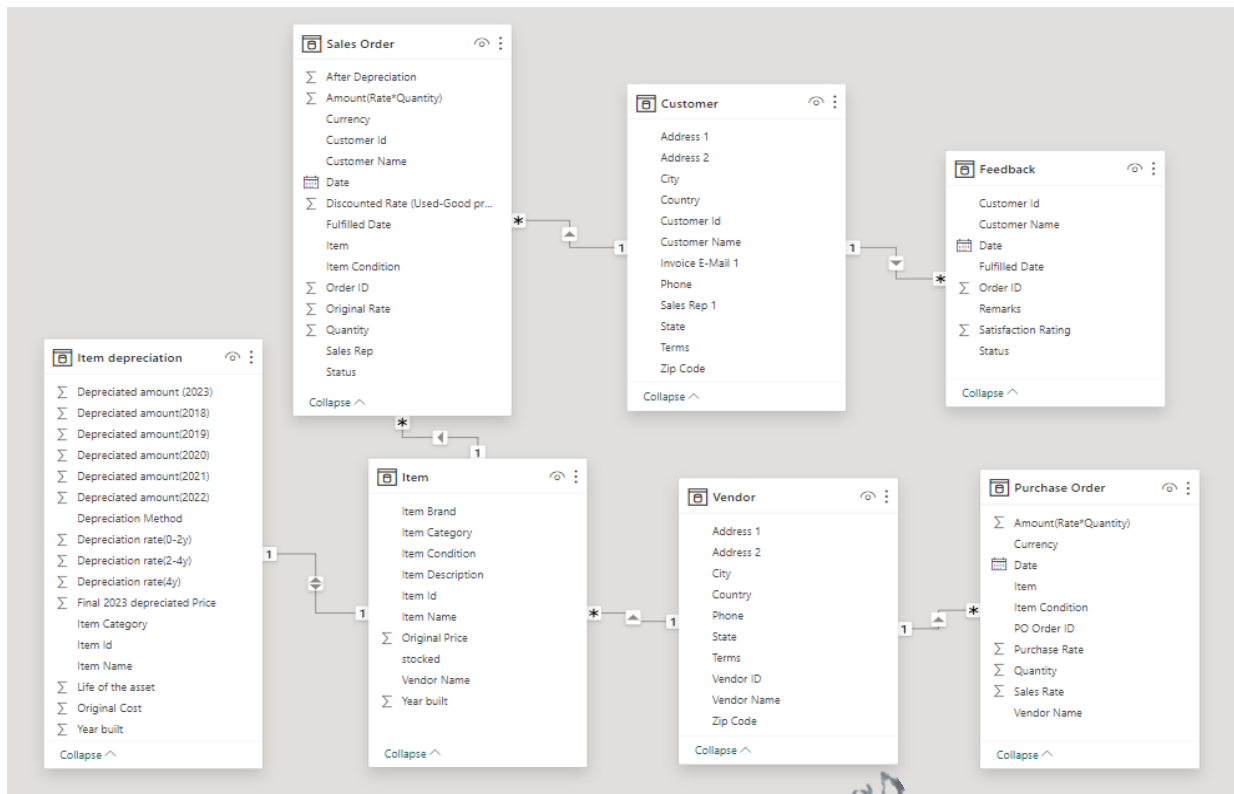 Sales Order
After Depreciation
Amount(Rate*Quantity)
Currency
Customer Id
Customer Name
Date
Discounted Rate (Used-Good pr...
Fulfilled Date
Item
Item Condition
Order ID
Original Rate
Quantity
Sales Rep
Status
Collapse
Customer
Address 1
Address 2
City
Country
Customer Id
Customer Name
Invoice E-Mail 1
Phone
Sales Rep 1
State
Terms
Zip Code
Collapse
Feedback
Customer Id
Customer Name
Date
Fulfilled Date
Order ID
Remarks
Satisfaction Rating
Status
Collapse
* 1
1 *
Item depreciation
Depreciated amount (2023)
Depreciated amount(2018)
Depreciated amount(2019)
Depreciated amount(2020)
Depreciated amount(2021)
Depreciated amount(2022)
Depreciation Method
Depreciation rate(0-2y)
Depreciation rate(2-4y)
Depreciation rate(4y)
Final 2023 depreciated Price
Item Category
Item Id
Item Name
Life of the asset
Original Cost
Year built
Collapse
* 1
1 1
Item
Item Brand
Item Category
Item Condition
Item Description
Item Id
Item Name
Original Price
stocked
Vendor Name
Year built
Collapse
* 1
Vendor
Address 1
Address 2
City
Country
Phone
State
Terms
Vendor ID
Vendor Name
Zip Code
Collapse
1 *
Purchase Order
Amount(Rate*Quantity)
Currency
Date
Item
Item Condition
PO Order ID
Purchase Rate
Quantity
Sales Rate
Vendor Name
Collapse